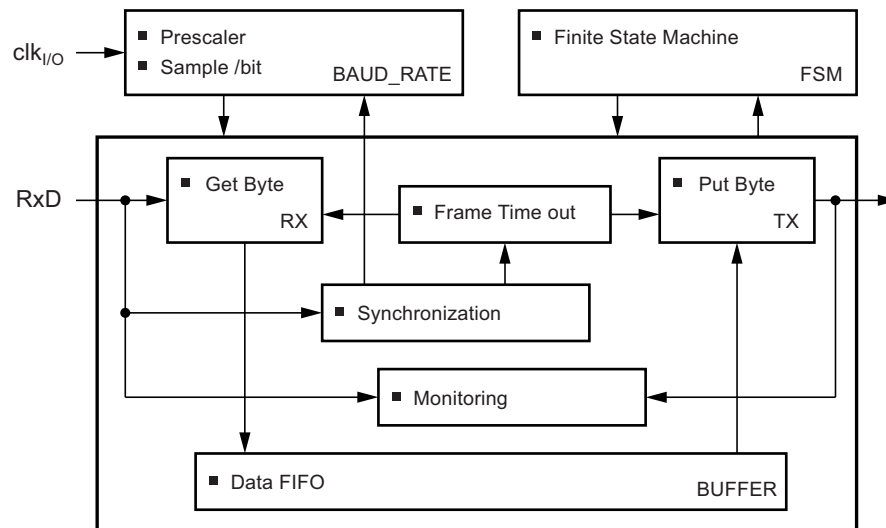 ■ Prescaler
■ Sample /bit
BAUD_RATE
■ Finite State Machine
FSM
clkI/O
RxD
■ Get Byte
RX
■ Frame Time out
■ Put Byte
TX
■ Synchronization
■ Monitoring
■ Data FIFO
BUFFER